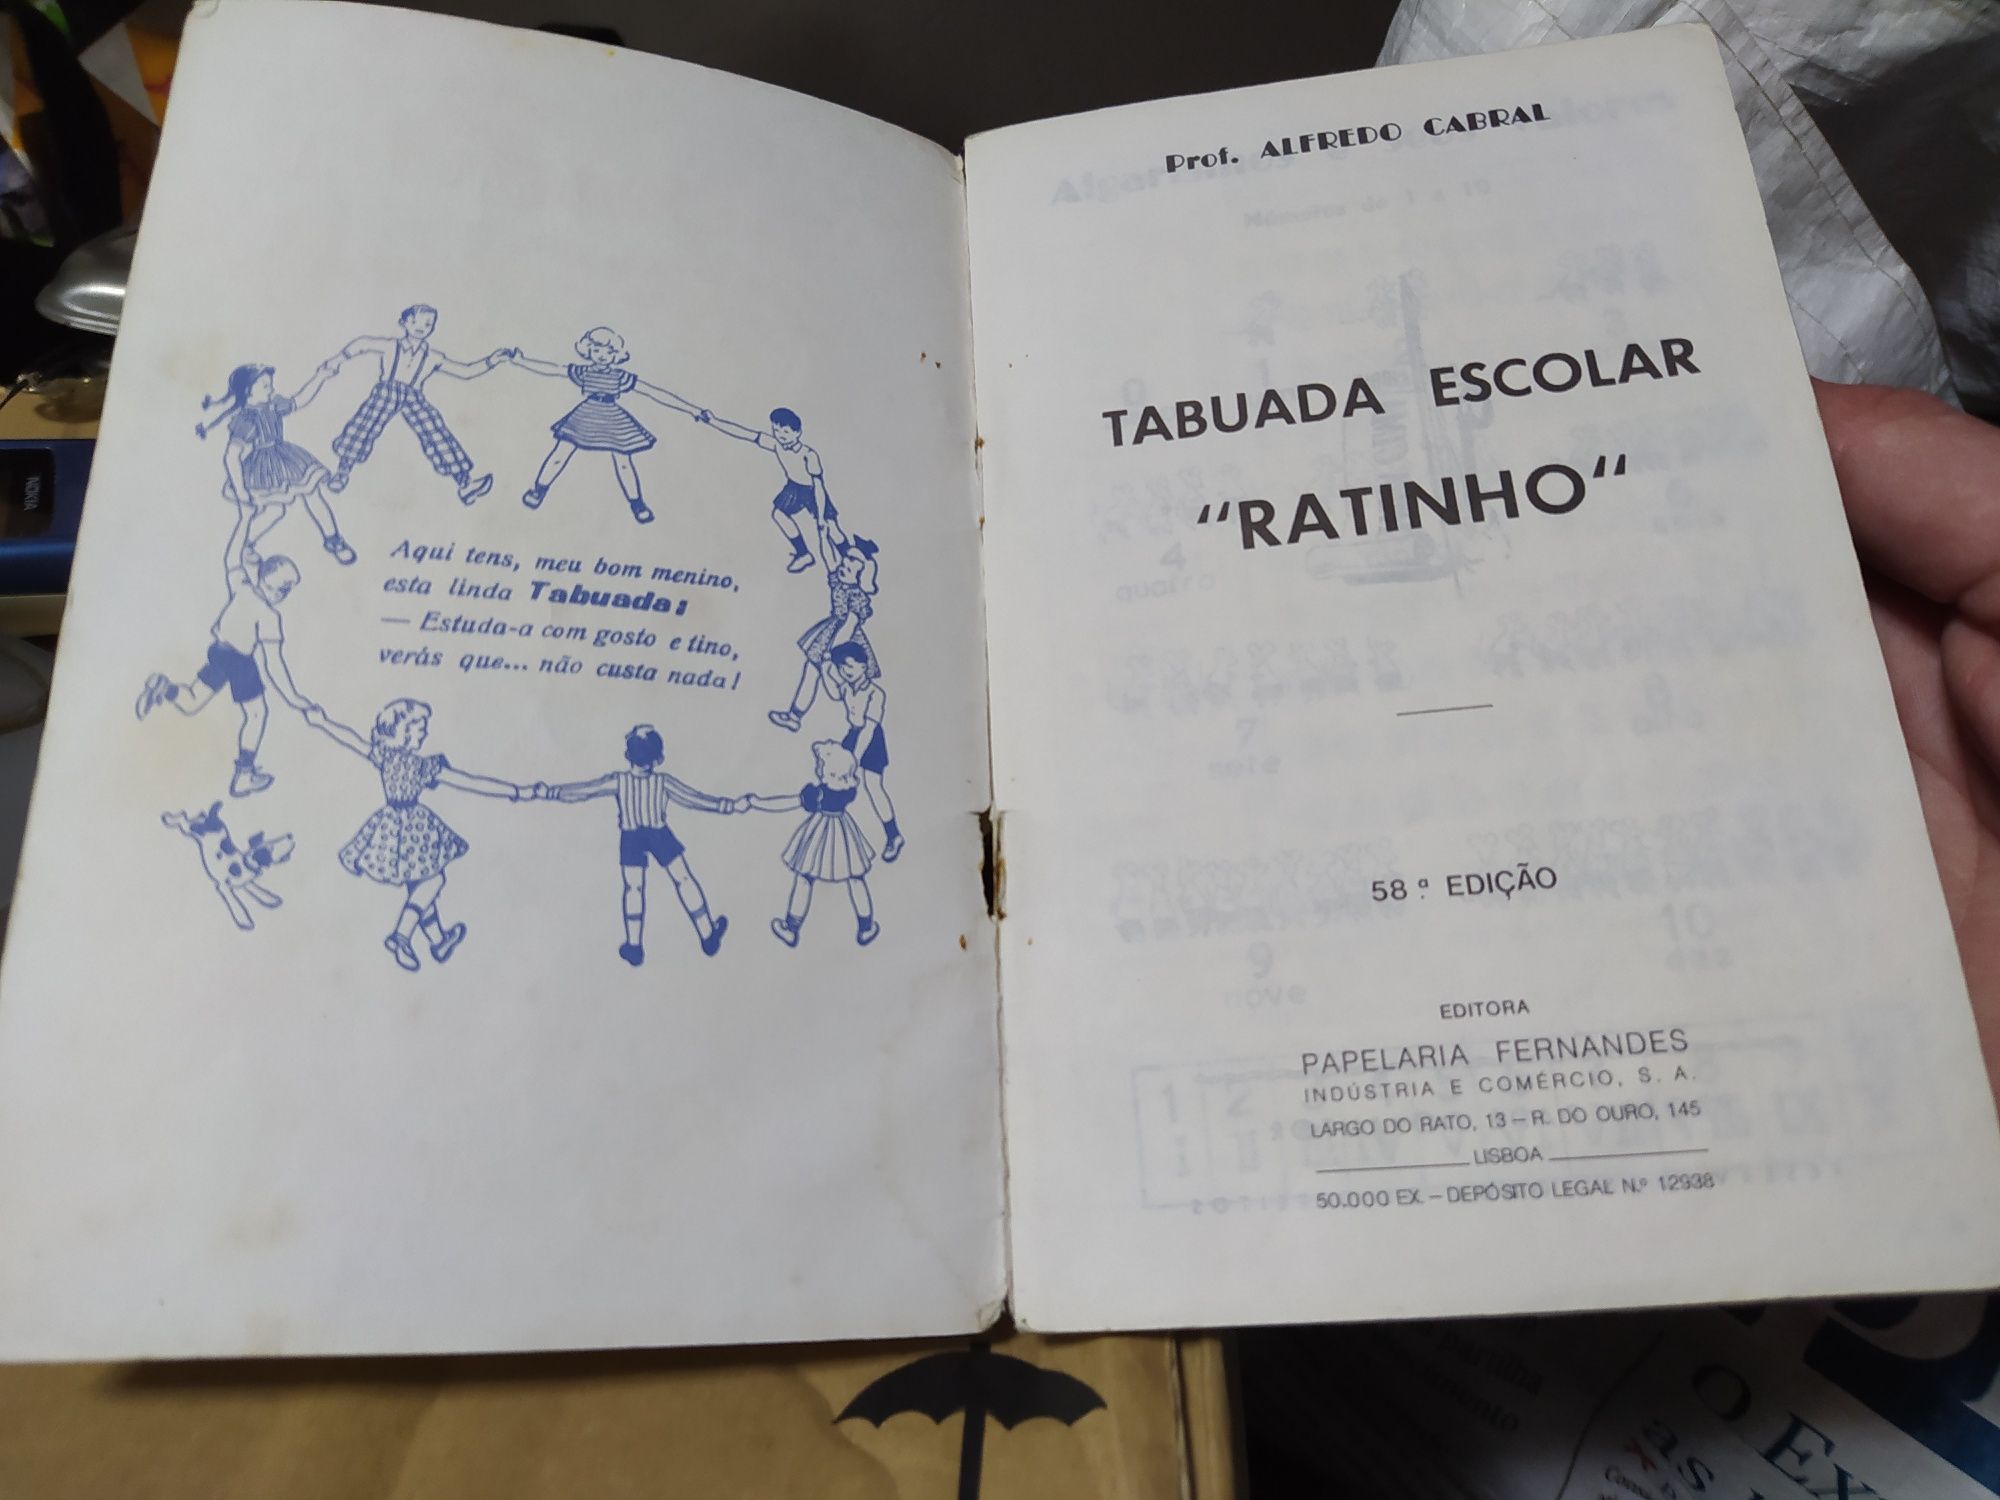 Aqui tens, meu bom menino,
esta linda Tabuada:
— Estuda-a com gosto e tino,
verás que... não custa nada!
Prof. ALFREDO CABRAL
TABUADA ESCOLAR
"RATINHO"
58.ª EDIÇÃO
EDITORA
PAPELARIA FERNANDES
INDÚSTRIA E COMÉRCIO, S. A.
LARGO DO RATO, 13 – R. DO OURO, 145
LISBOA
50.000 EX. – DEPÓSITO LEGAL N.º 12938
NOKIA